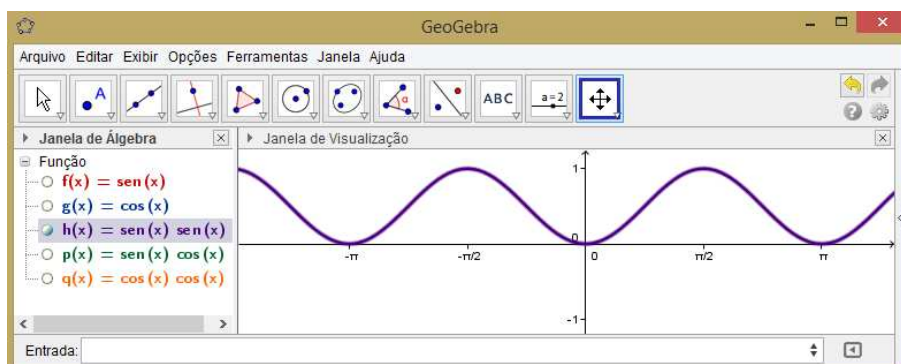 GeoGebra
Arquivo Editar Exibir Opções Ferramentas Janela Ajuda
A
α
ABC
a=2
Janela de Álgebra
Janela de Visualização
Função
f(x) = sen(x)
g(x) = cos(x)
h(x) = sen(x) sen(x)
p(x) = sen(x) cos(x)
q(x) = cos(x) cos(x)
1
0
-π -π/2 0 π/2 π
-1
Entrada: